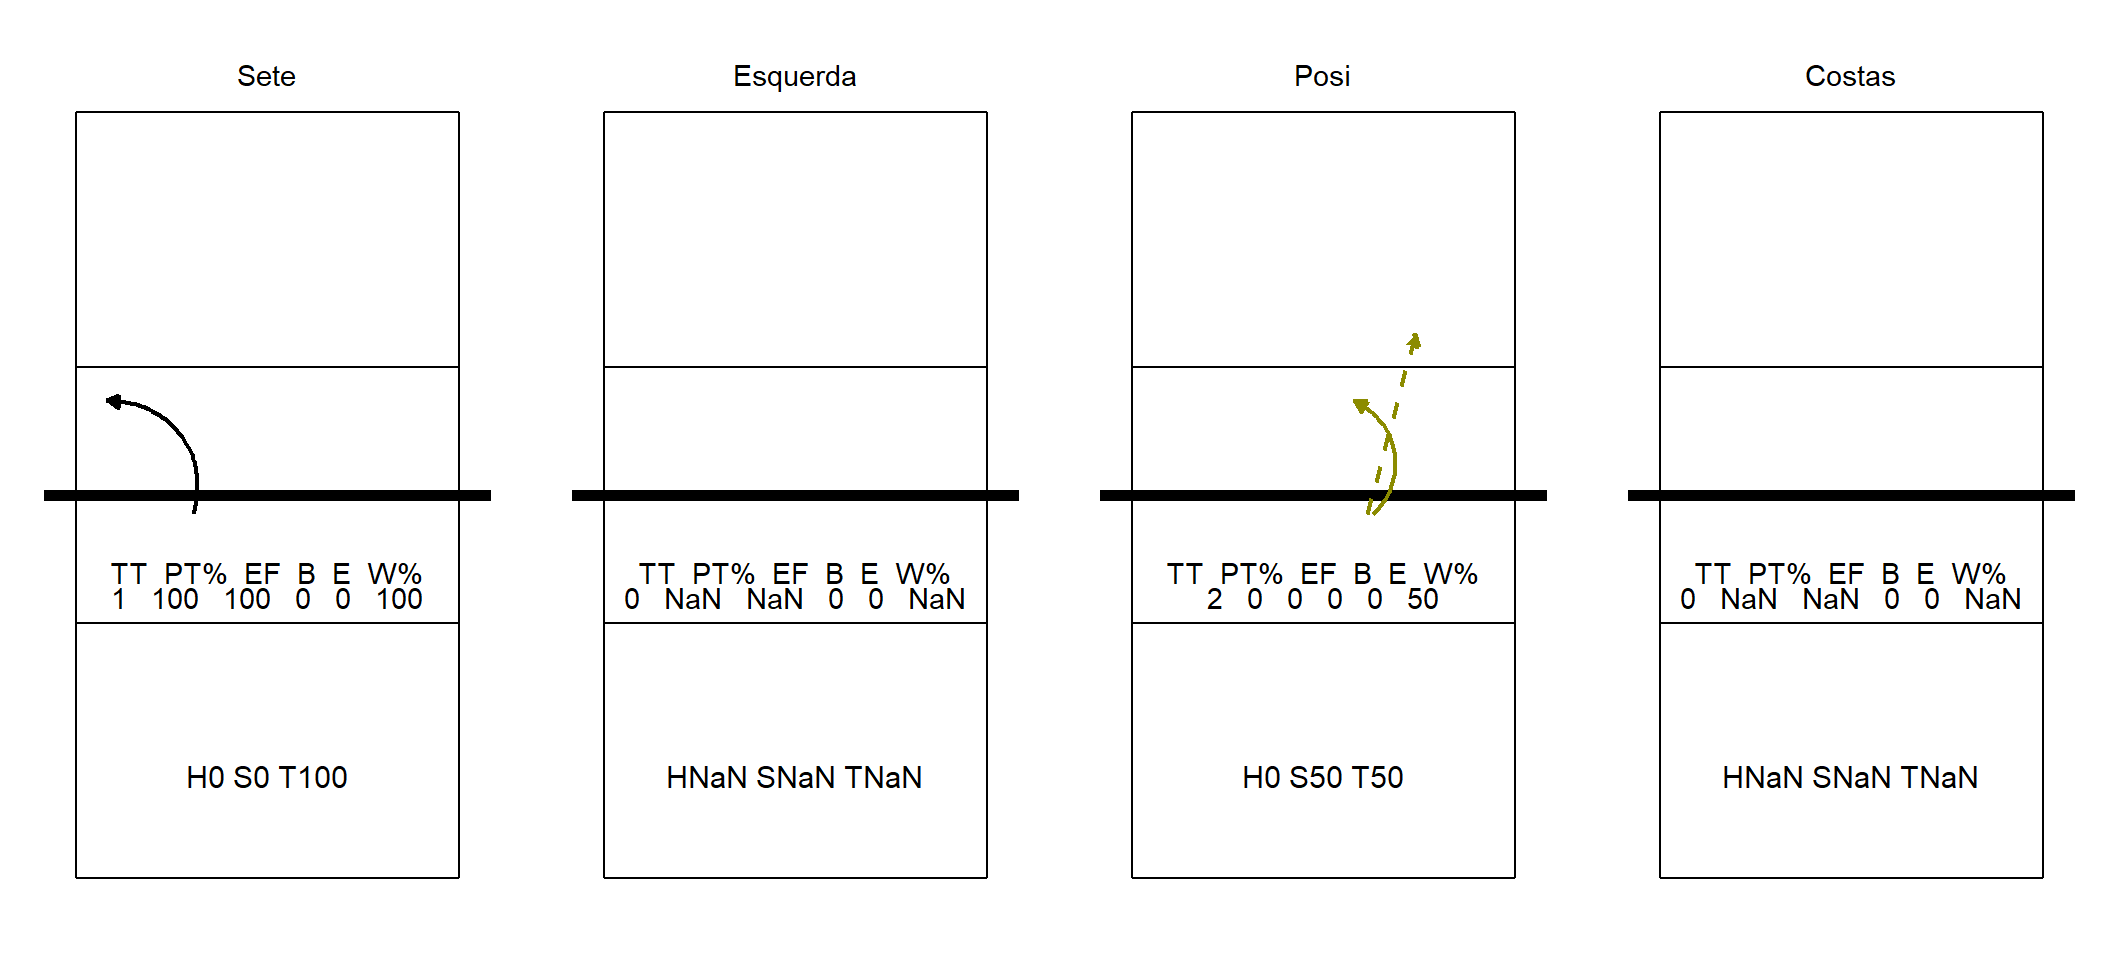 Sete
TT PT% EF B E W%
1 100 100 0 0 100
H0 S0 T100
Esquerda
TT PT% EF B E W%
0 NaN NaN 0 0 NaN
HNaN SNaN TNaN
Posi
TT PT% EF B E W%
2 0 0 0 0 50
H0 S50 T50
Costas
TT PT% EF B E W%
0 NaN NaN 0 0 NaN
HNaN SNaN TNaN